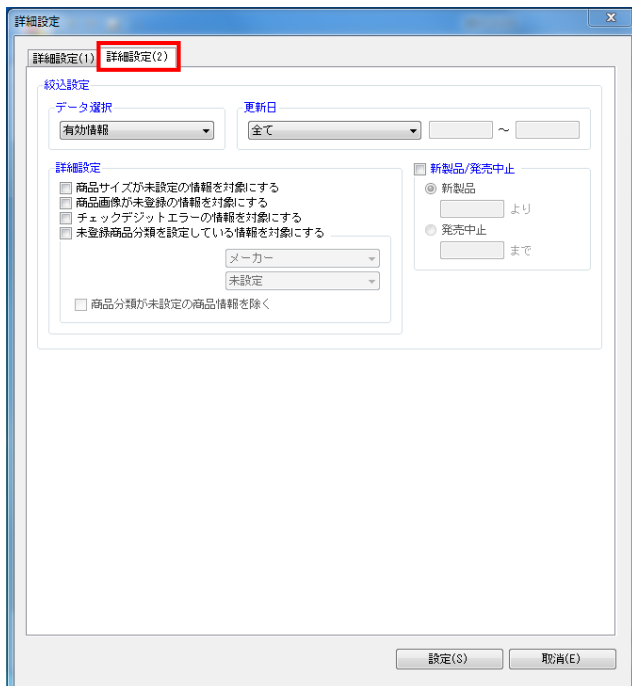 詳細設定
詳細設定(1) 詳細設定(2)
絞込設定
データ選択 更新日
有効情報 全て ～
詳細設定 新製品/発売中止
商品サイズが未設定の情報を対象にする 新製品
商品画像が未登録の情報を対象にする より
チェックデジットエラーの情報を対象にする 発売中止
未登録商品分類を設定している情報を対象にする まで
メーカー
未設定
商品分類が未設定の商品情報を除く
設定(S) 取消(E)